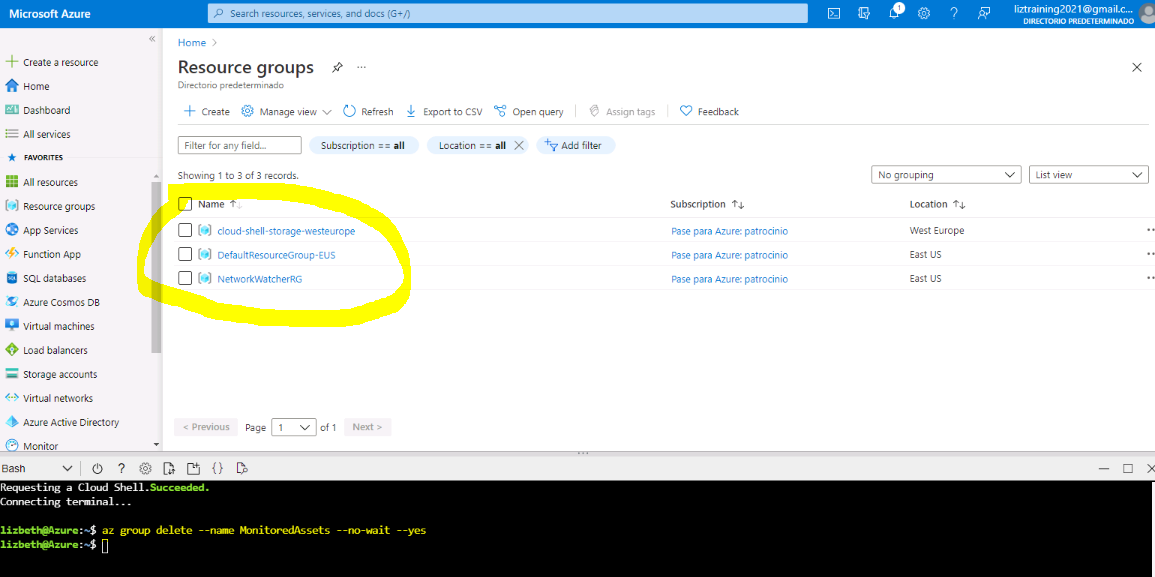 Microsoft Azure
Search resources, services, and docs (G+/)
1
liztraining2021@gmail.c...
DIRECTORIO PREDETERMINADO
«
Create a resource
Home
Dashboard
All services
FAVORITES
All resources
Resource groups
App Services
Function App
SQL databases
Azure Cosmos DB
Virtual machines
Load balancers
Storage accounts
Virtual networks
Azure Active Directory
Monitor
Home >
Resource groups ...
Directorio predeterminado
Create Manage view Refresh Export to CSV Open query Assign tags Feedback
Filter for any field... Subscription == all Location == all Add filter
Showing 1 to 3 of 3 records.
No grouping List view
Name ↑↓ Subscription ↑↓ Location ↑↓
cloud-shell-storage-westeurope Pase para Azure: patrocinio West Europe
DefaultResourceGroup-EUS Pase para Azure: patrocinio East US
NetworkWatcherRG Pase para Azure: patrocinio East US
< Previous Page 1 of 1 Next >
Bash ? {}
Requesting a Cloud Shell.Succeeded.
Connecting terminal...
lizbeth@Azure:~$ az group delete --name MonitoredAssets --no-wait --yes
lizbeth@Azure:~$